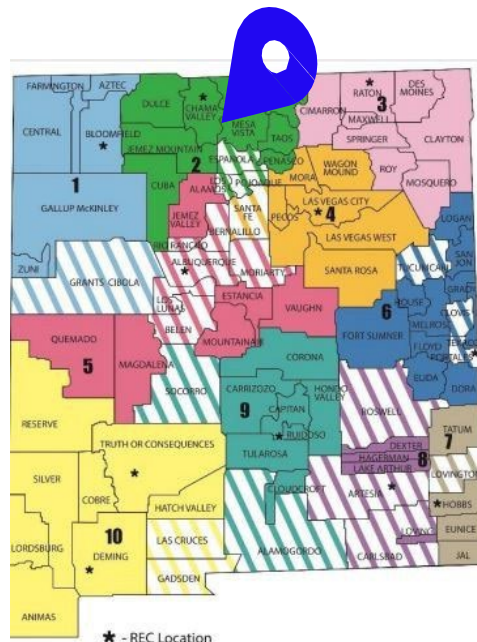 FARMINGTON
AZTEC
DULCE
CHAMA
VALLEY
MESA
VISTA
TAOS
CIMARRON
RATON
3
DES
MOINES
MAXWELL
CENTRAL
BLOOMFIELD
JEMEZ MOUNTAIN
2
ESPANOLA
PENASCO
SPRINGER
CLAYTON
1
CUBA
LOS
ALAMOS
POJOAQUE
MORA
WAGON
MOUND
ROY
MOSQUERO
GALLUP McKINLEY
JEMEZ
VALLEY
SANTA
FE
PECOS
LAS VEGAS CITY
4
LOGAN
RIO RANCHO
BERNALILLO
LAS VEGAS WEST
ZUNI
GRANTS-CIBOLA
ALBUQUERQUE
MORIARTY
SANTA ROSA
TUCUMCARI
SAN
JON
LOS
LUNAS
ESTANCIA
VAUGHN
6
HOUSE
GRADY
CLOVIS
MELROSE
TEXICO
QUEMADO
BELEN
MOUNTAINAIR
FORT SUMNER
FLOYD
PORTALES
5
MAGDALENA
CORONA
ELIDA
DORA
SOCORRO
CARRIZOZO
HONDO
VALLEY
RESERVE
9
CAPITAN
ROSWELL
TATUM
TRUTH OR CONSEQUENCES
RUIDOSO
DEXTER
7
HAGERMAN
8
TULAROSA
LAKE ARTHUR
LOVINGTON
SILVER
COBRE
CLOUDCROFT
ARTESIA
HOBBS
HATCH VALLEY
10
LAS CRUCES
LOVING
EUNICE
LORDSBURG
DEMING
ALAMOGORDO
CARLSBAD
JAL
GADSDEN
ANIMAS
★ - REC Location